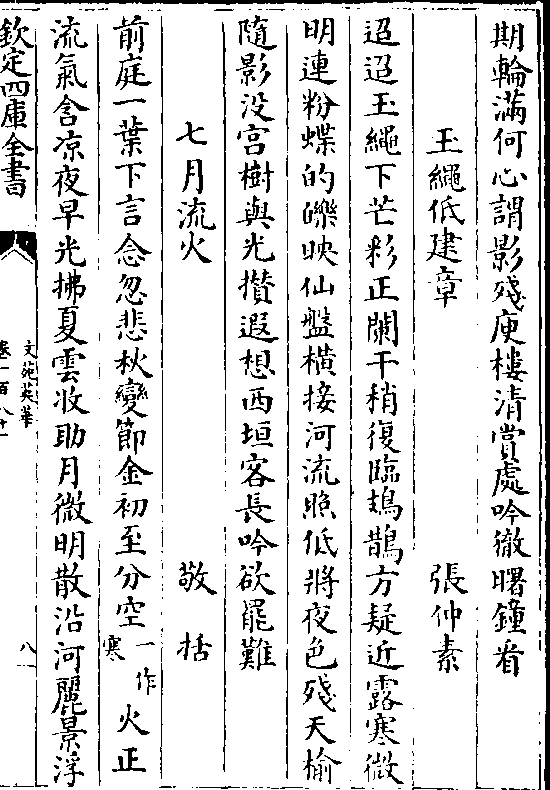 期輪滿何心謂影殘庾樓清賞處吟徹曙鐘看
玉繩低建章 張仲素
迢迢玉繩下芒彩正闌干稍復臨鳷鵲方疑近露寒微
明連粉蝶的皪映仙盤橫接河流照低將夜色殘天榆
隨影没宫樹與光攅遐想西垣客長吟欲罷難
七月流火 敬括
前庭一葉下言念忽悲秋變節金初至分空一作寒火正
流氣含凉夜早光拂夏雲收助月微明散沿河麗景浮
欽定四庫全書
文苑英華
卷一百八十一
八